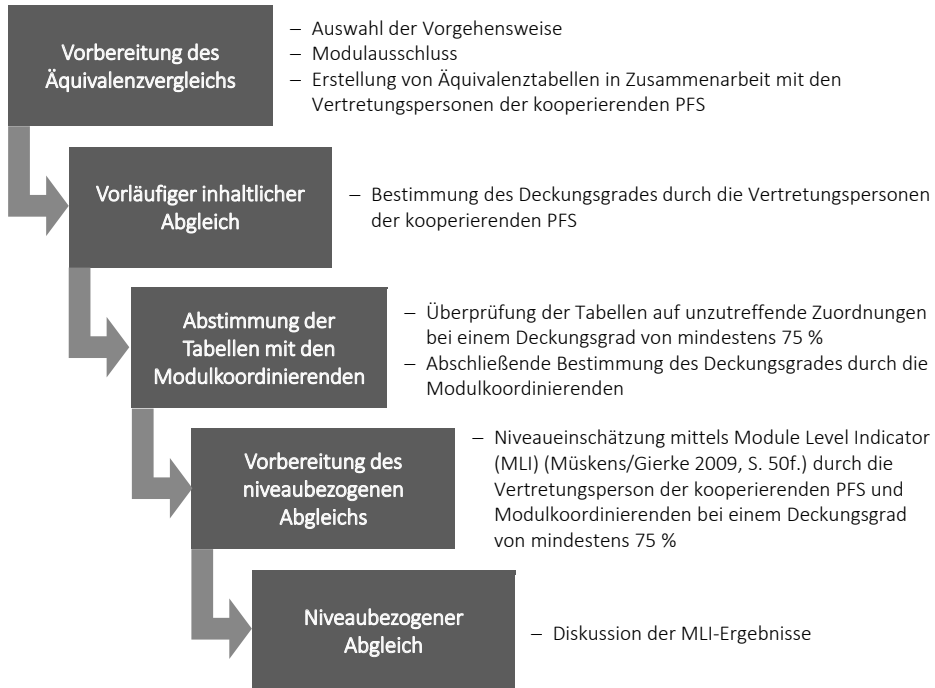 Vorbereitung des
Äquivalenzvergleichs
– Auswahl der Vorgehensweise
– Modulausschluss
– Erstellung von Äquivalenztabellen in Zusammenarbeit mit den
Vertretungspersonen der kooperierenden PFS
Vorläufiger inhaltlicher
Abgleich
– Bestimmung des Deckungsgrades durch die Vertretungspersonen
der kooperierenden PFS
Abstimmung der
Tabellen mit den
Modulkoordinierenden
– Überprüfung der Tabellen auf unzutreffende Zuordnungen
bei einem Deckungsgrad von mindestens 75 %
– Abschließende Bestimmung des Deckungsgrades durch die
Modulkoordinierenden
Vorbereitung des
niveaubezogenen
Abgleichs
– Niveaueinschätzung mittels Module Level Indicator
(MLI) (Müskens/Gierke 2009, S. 50f.) durch die
Vertretungsperson der kooperierenden PFS und
Modulkoordinierenden bei einem Deckungsgrad
von mindestens 75 %
Niveaubezogener
Abgleich
– Diskussion der MLI-Ergebnisse